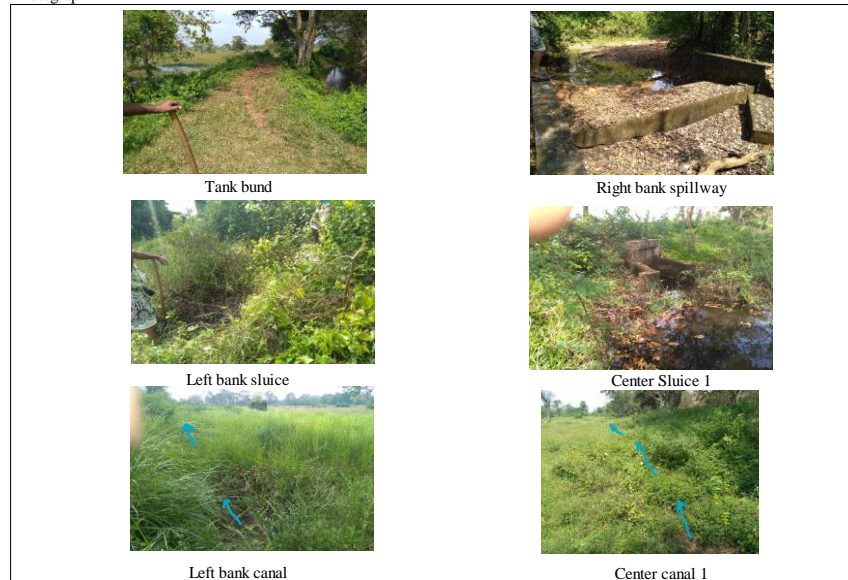 Tank bund
Right bank spillway
Left bank sluice
Center Sluice 1
Left bank canal
Center canal 1